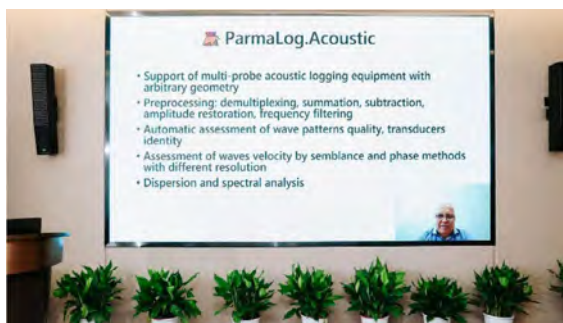 ParmaLog.Acoustic
• Support of multi-probe acoustic logging equipment with
arbitrary geometry
• Preprocessing: demultiplexing, summation, subtraction,
amplitude restoration, frequency filtering
• Automatic assessment of wave patterns quality, transducers
identity
• Assessment of waves velocity by semblance and phase methods
with different resolution
• Dispersion and spectral analysis